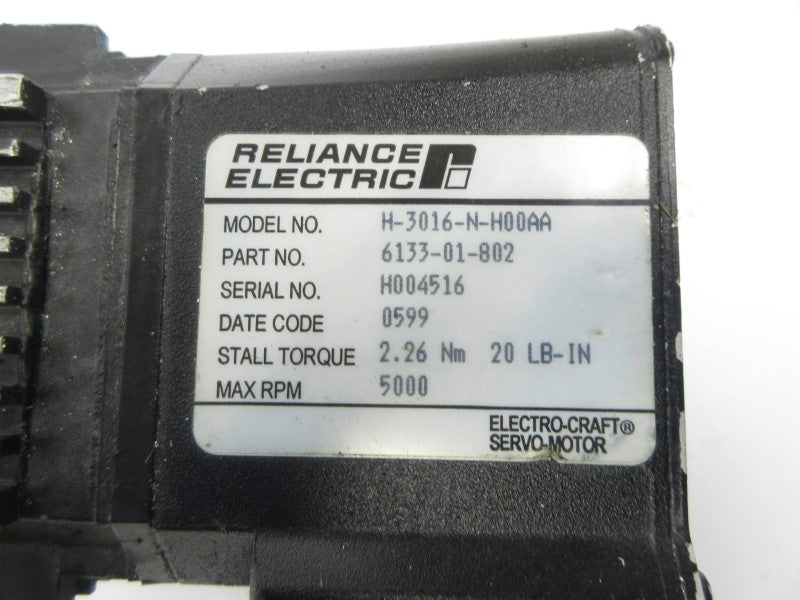 RELIANCE
ELECTRIC
MODEL NO. H-3016-N-H00AA
PART NO. 6133-01-802
SERIAL NO. H004516
DATE CODE 0599
STALL TORQUE 2.26 Nm 20 LB-IN
MAX RPM 5000
ELECTRO-CRAFT®
SERVO-MOTOR